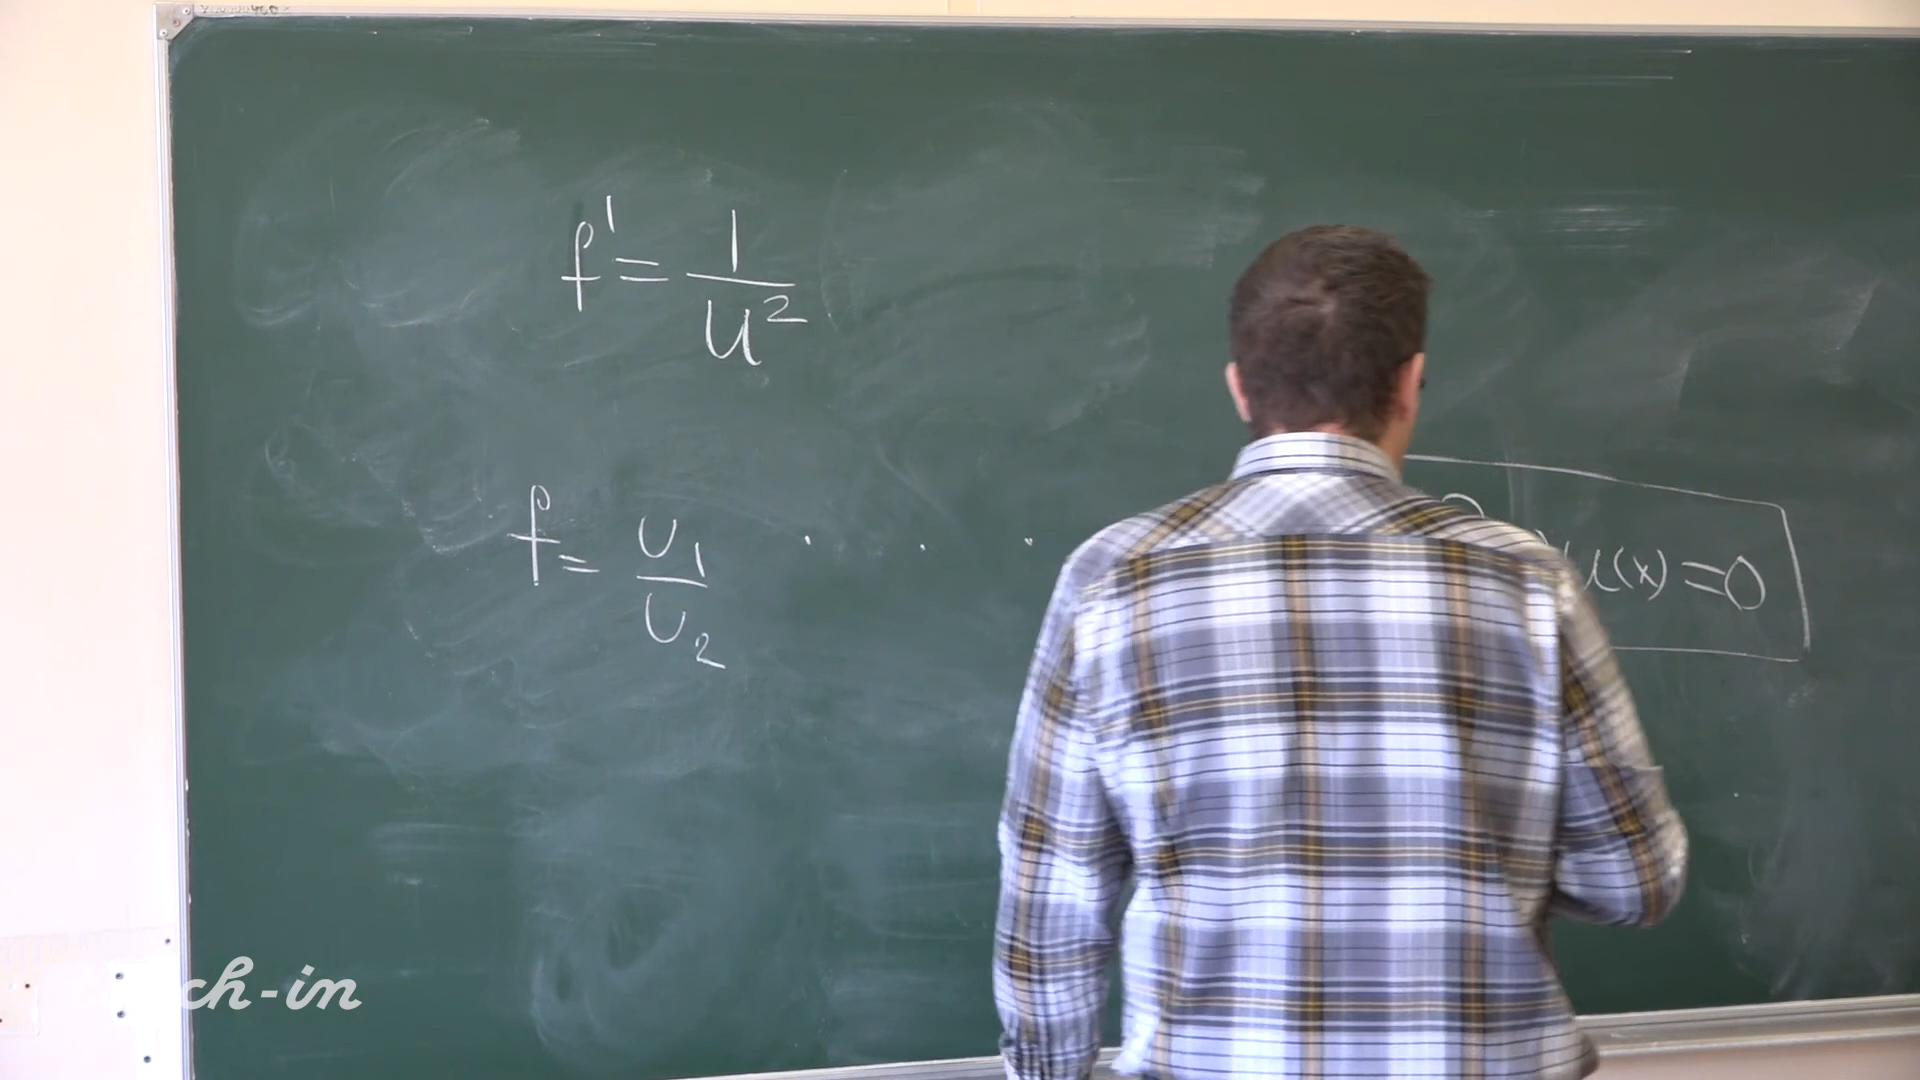 f' = 1/u²
f = u₁/u₂ . . .
u(x) = 0
ch-in